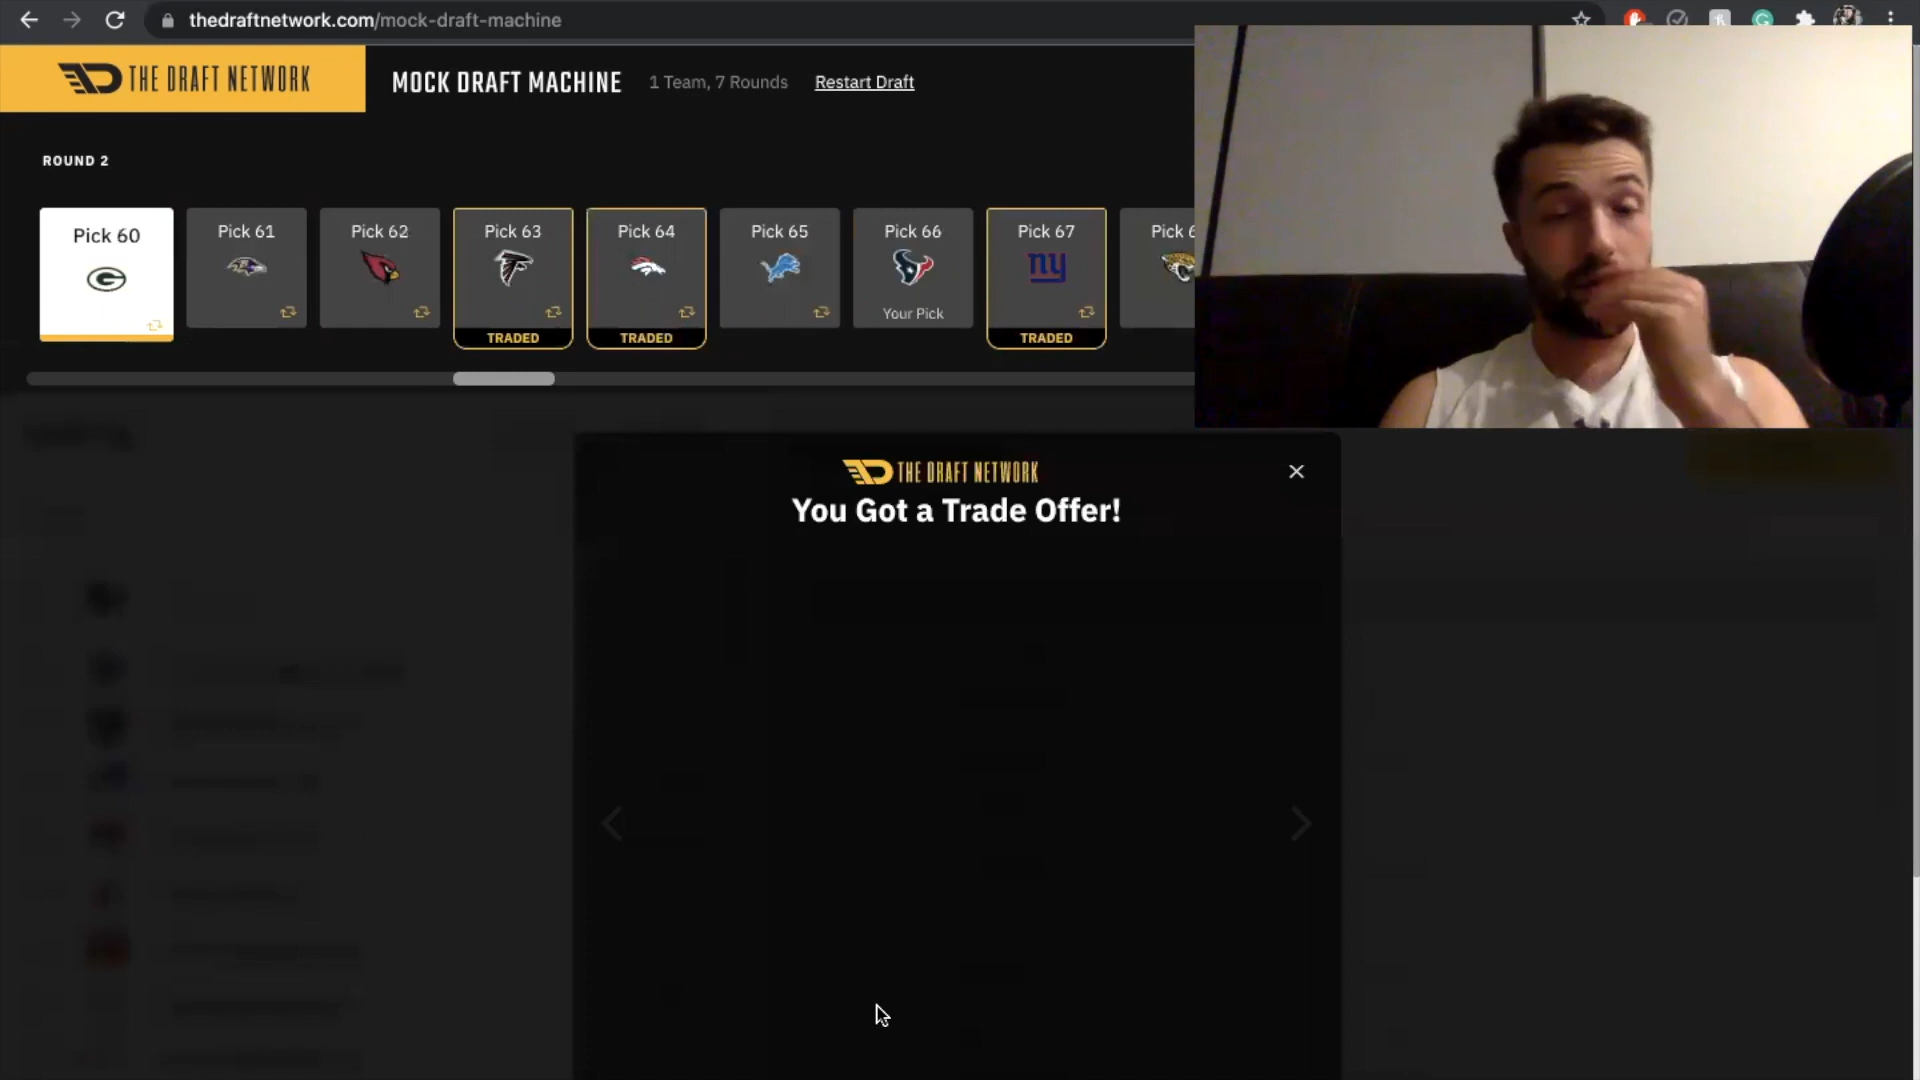 thedraftnetwork.com/mock-draft-machine
THE DRAFT NETWORK
MOCK DRAFT MACHINE
1 Team, 7 Rounds
Restart Draft
ROUND 2
Pick 60
Pick 61
Pick 62
Pick 63
TRADED
Pick 64
TRADED
Pick 65
Pick 66
Your Pick
Pick 67
ny
TRADED
Pick
THE DRAFT NETWORK
You Got a Trade Offer!